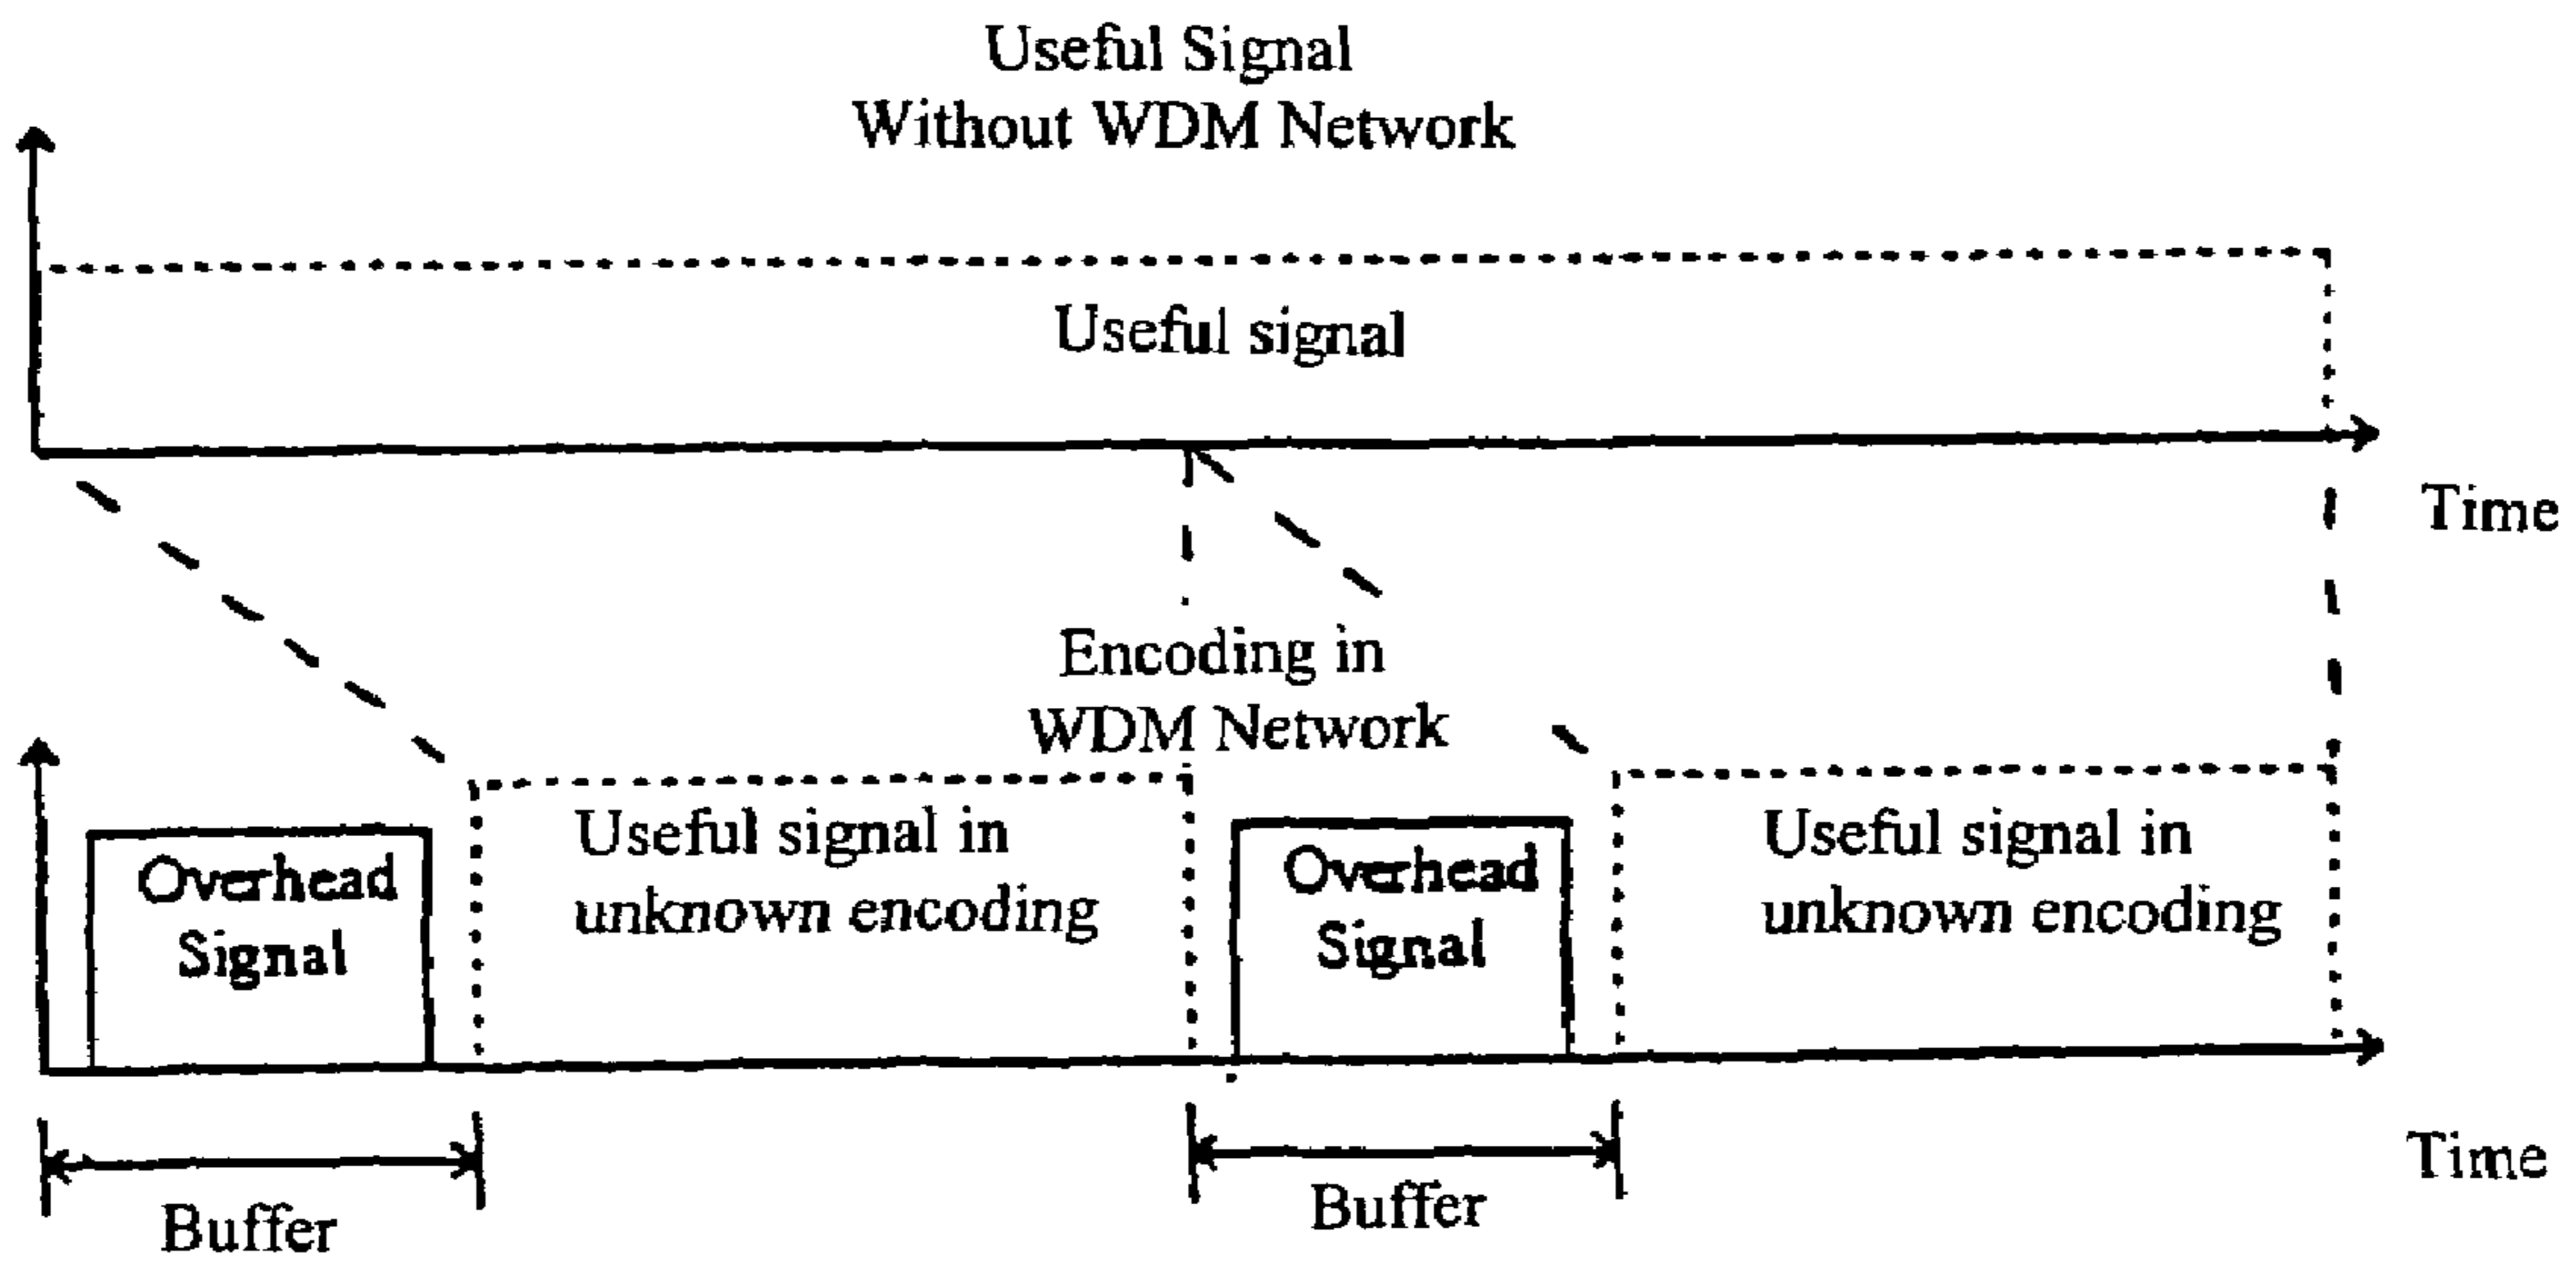 Useful Signal
Without WDM Network
Useful signal
Time
Encoding in
WDM Network
Overhead
Signal
Useful signal in
unknown encoding
Overhead
Signal
Useful signal in
unknown encoding
Buffer
Buffer
Time